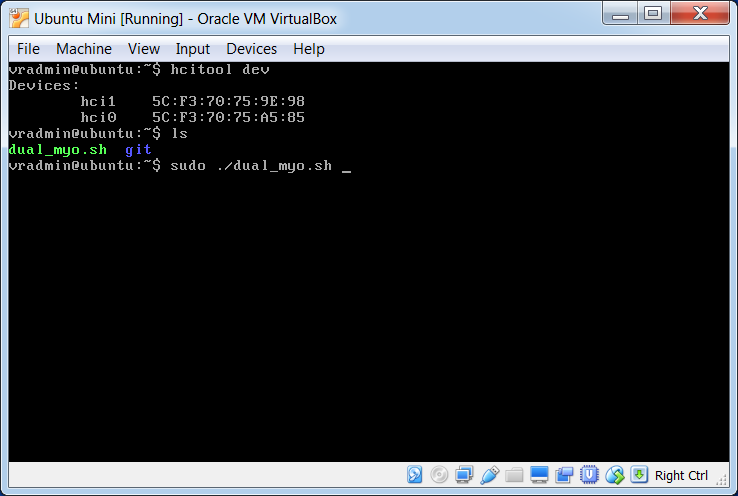 Ubuntu Mini [Running] - Oracle VM VirtualBox
File Machine View Input Devices Help
vradmin@ubuntu:~$ hcitool dev
Devices:
        hci1    5C:F3:70:75:9E:98
        hci0    5C:F3:70:75:A5:85
vradmin@ubuntu:~$ ls
dual_myo.sh  git
vradmin@ubuntu:~$ sudo ./dual_myo.sh _
Right Ctrl